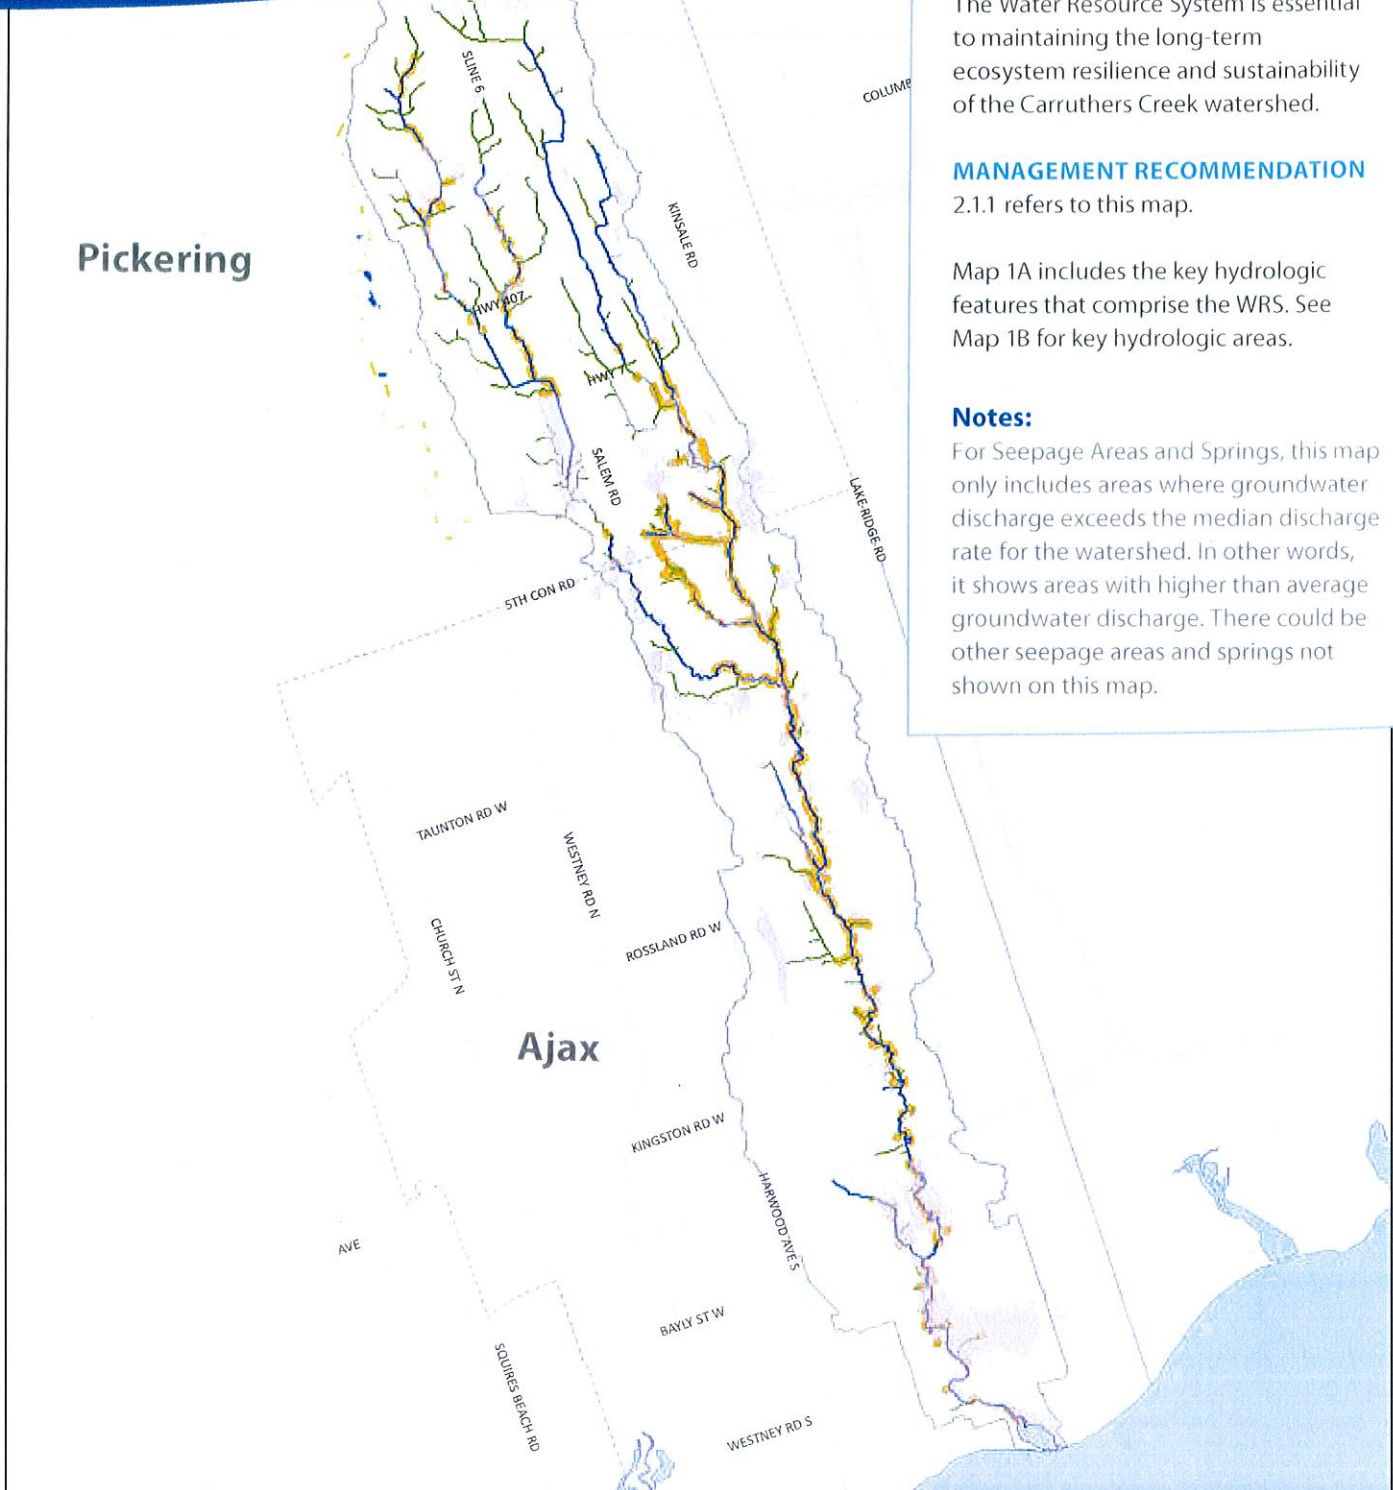 The Water Resource System is essential
to maintaining the long-term
ecosystem resilience and sustainability
of the Carruthers Creek watershed.
MANAGEMENT RECOMMENDATION
2.1.1 refers to this map.
Map 1A includes the key hydrologic
features that comprise the WRS. See
Map 1B for key hydrologic areas.
Notes:
For Seepage Areas and Springs, this map
only includes areas where groundwater
discharge exceeds the median discharge
rate for the watershed. In other words,
it shows areas with higher than average
groundwater discharge. There could be
other seepage areas and springs not
shown on this map.
SLINE 6
COLUMB
KINSALE RD
Pickering
HWY 407
HWY 7
SALEM RD
LAKE-RIDGE-RD
5TH CON RD
TAUNTON RD W
WESTNEY RD N
CHURCH ST N
ROSSLAND RD W
Ajax
KINGSTON RD W
HARWOOD AVE S
AVE
BAYLY ST W
SQUIRES BEACH RD
WESTNEY RD S